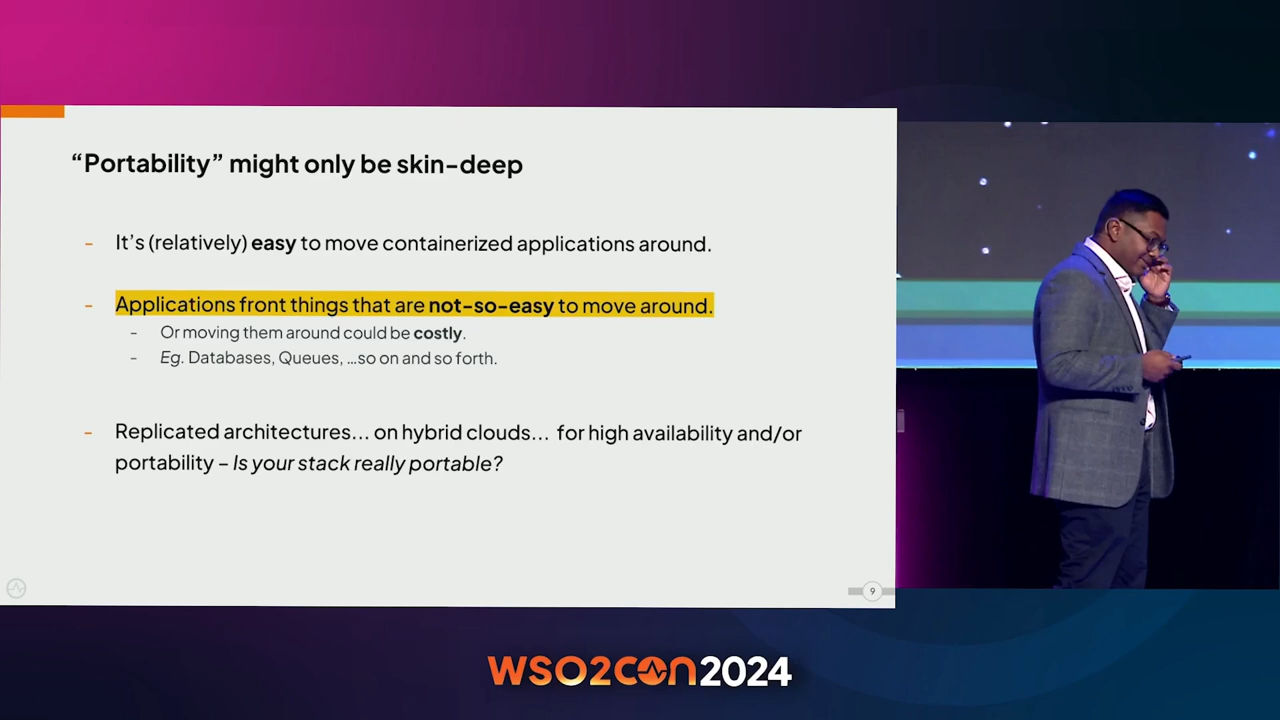 “Portability” might only be skin-deep
- It’s (relatively) easy to move containerized applications around.
- Applications front things that are not-so-easy to move around.
- Or moving them around could be costly.
- Eg. Databases, Queues, ...so on and so forth.
- Replicated architectures... on hybrid clouds... for high availability and/or
portability – Is your stack really portable?
9
WSO2CON2024